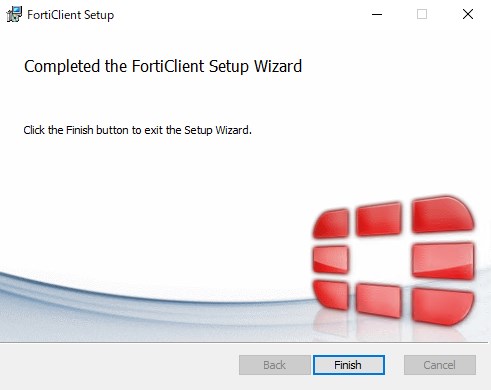 FortiClient Setup
Completed the FortiClient Setup Wizard
Click the Finish button to exit the Setup Wizard.
Back
Finish
Cancel